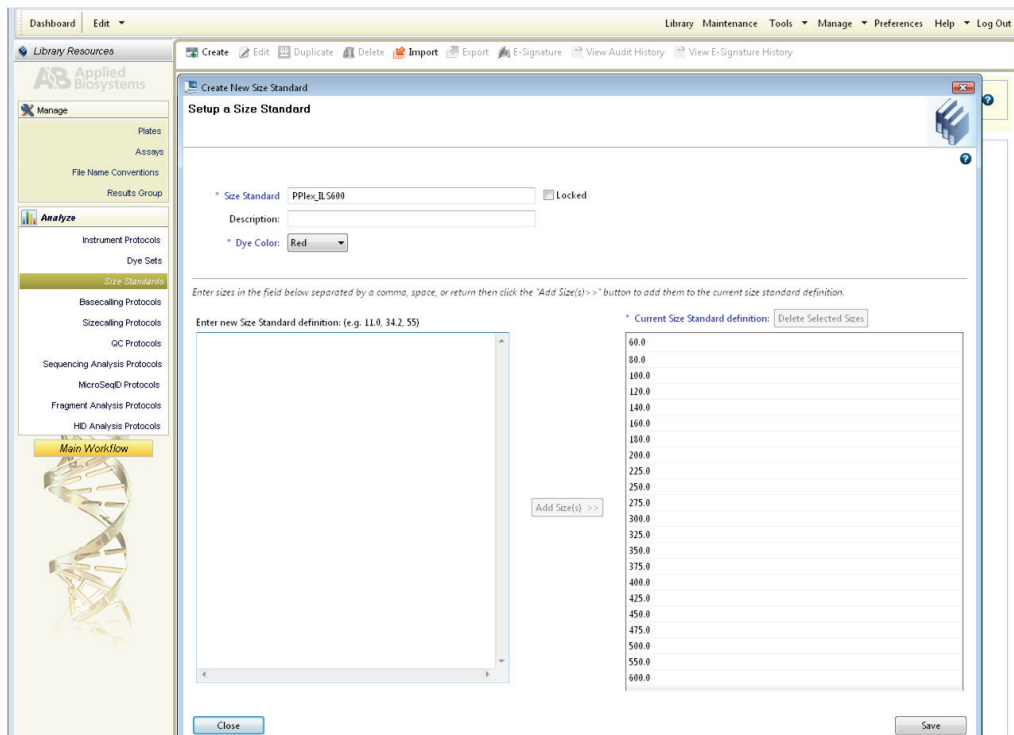 Dashboard Edit Library Maintenance Tools Manage Preferences Help Log Out
Library Resources
Create Edit Duplicate Delete Import Export E-Signature View Audit History View E-Signature History
AB Applied Biosystems
Manage
Plates
Assays
File Name Conventions
Results Group
Analyze
Instrument Protocols
Dye Sets
Size Standards
Basecalling Protocols
Sizecalling Protocols
QC Protocols
Sequencing Analysis Protocols
MicroSeqID Protocols
Fragment Analysis Protocols
HID Analysis Protocols
Main Workflow
Create New Size Standard
Setup a Size Standard
* Size Standard PPlex_ILS600 Locked
Description:
* Dye Color: Red
Enter sizes in the field below separated by a comma, space, or return then click the "Add Size(s)>>" button to add them to the current size standard definition.
Enter new Size Standard definition: (e.g. 11.0, 34.2, 55)
Add Size(s) >>
* Current Size Standard definition: Delete Selected Sizes
60.0
80.0
100.0
120.0
140.0
160.0
180.0
200.0
225.0
250.0
275.0
300.0
325.0
350.0
375.0
400.0
425.0
450.0
475.0
500.0
550.0
600.0
Close Save